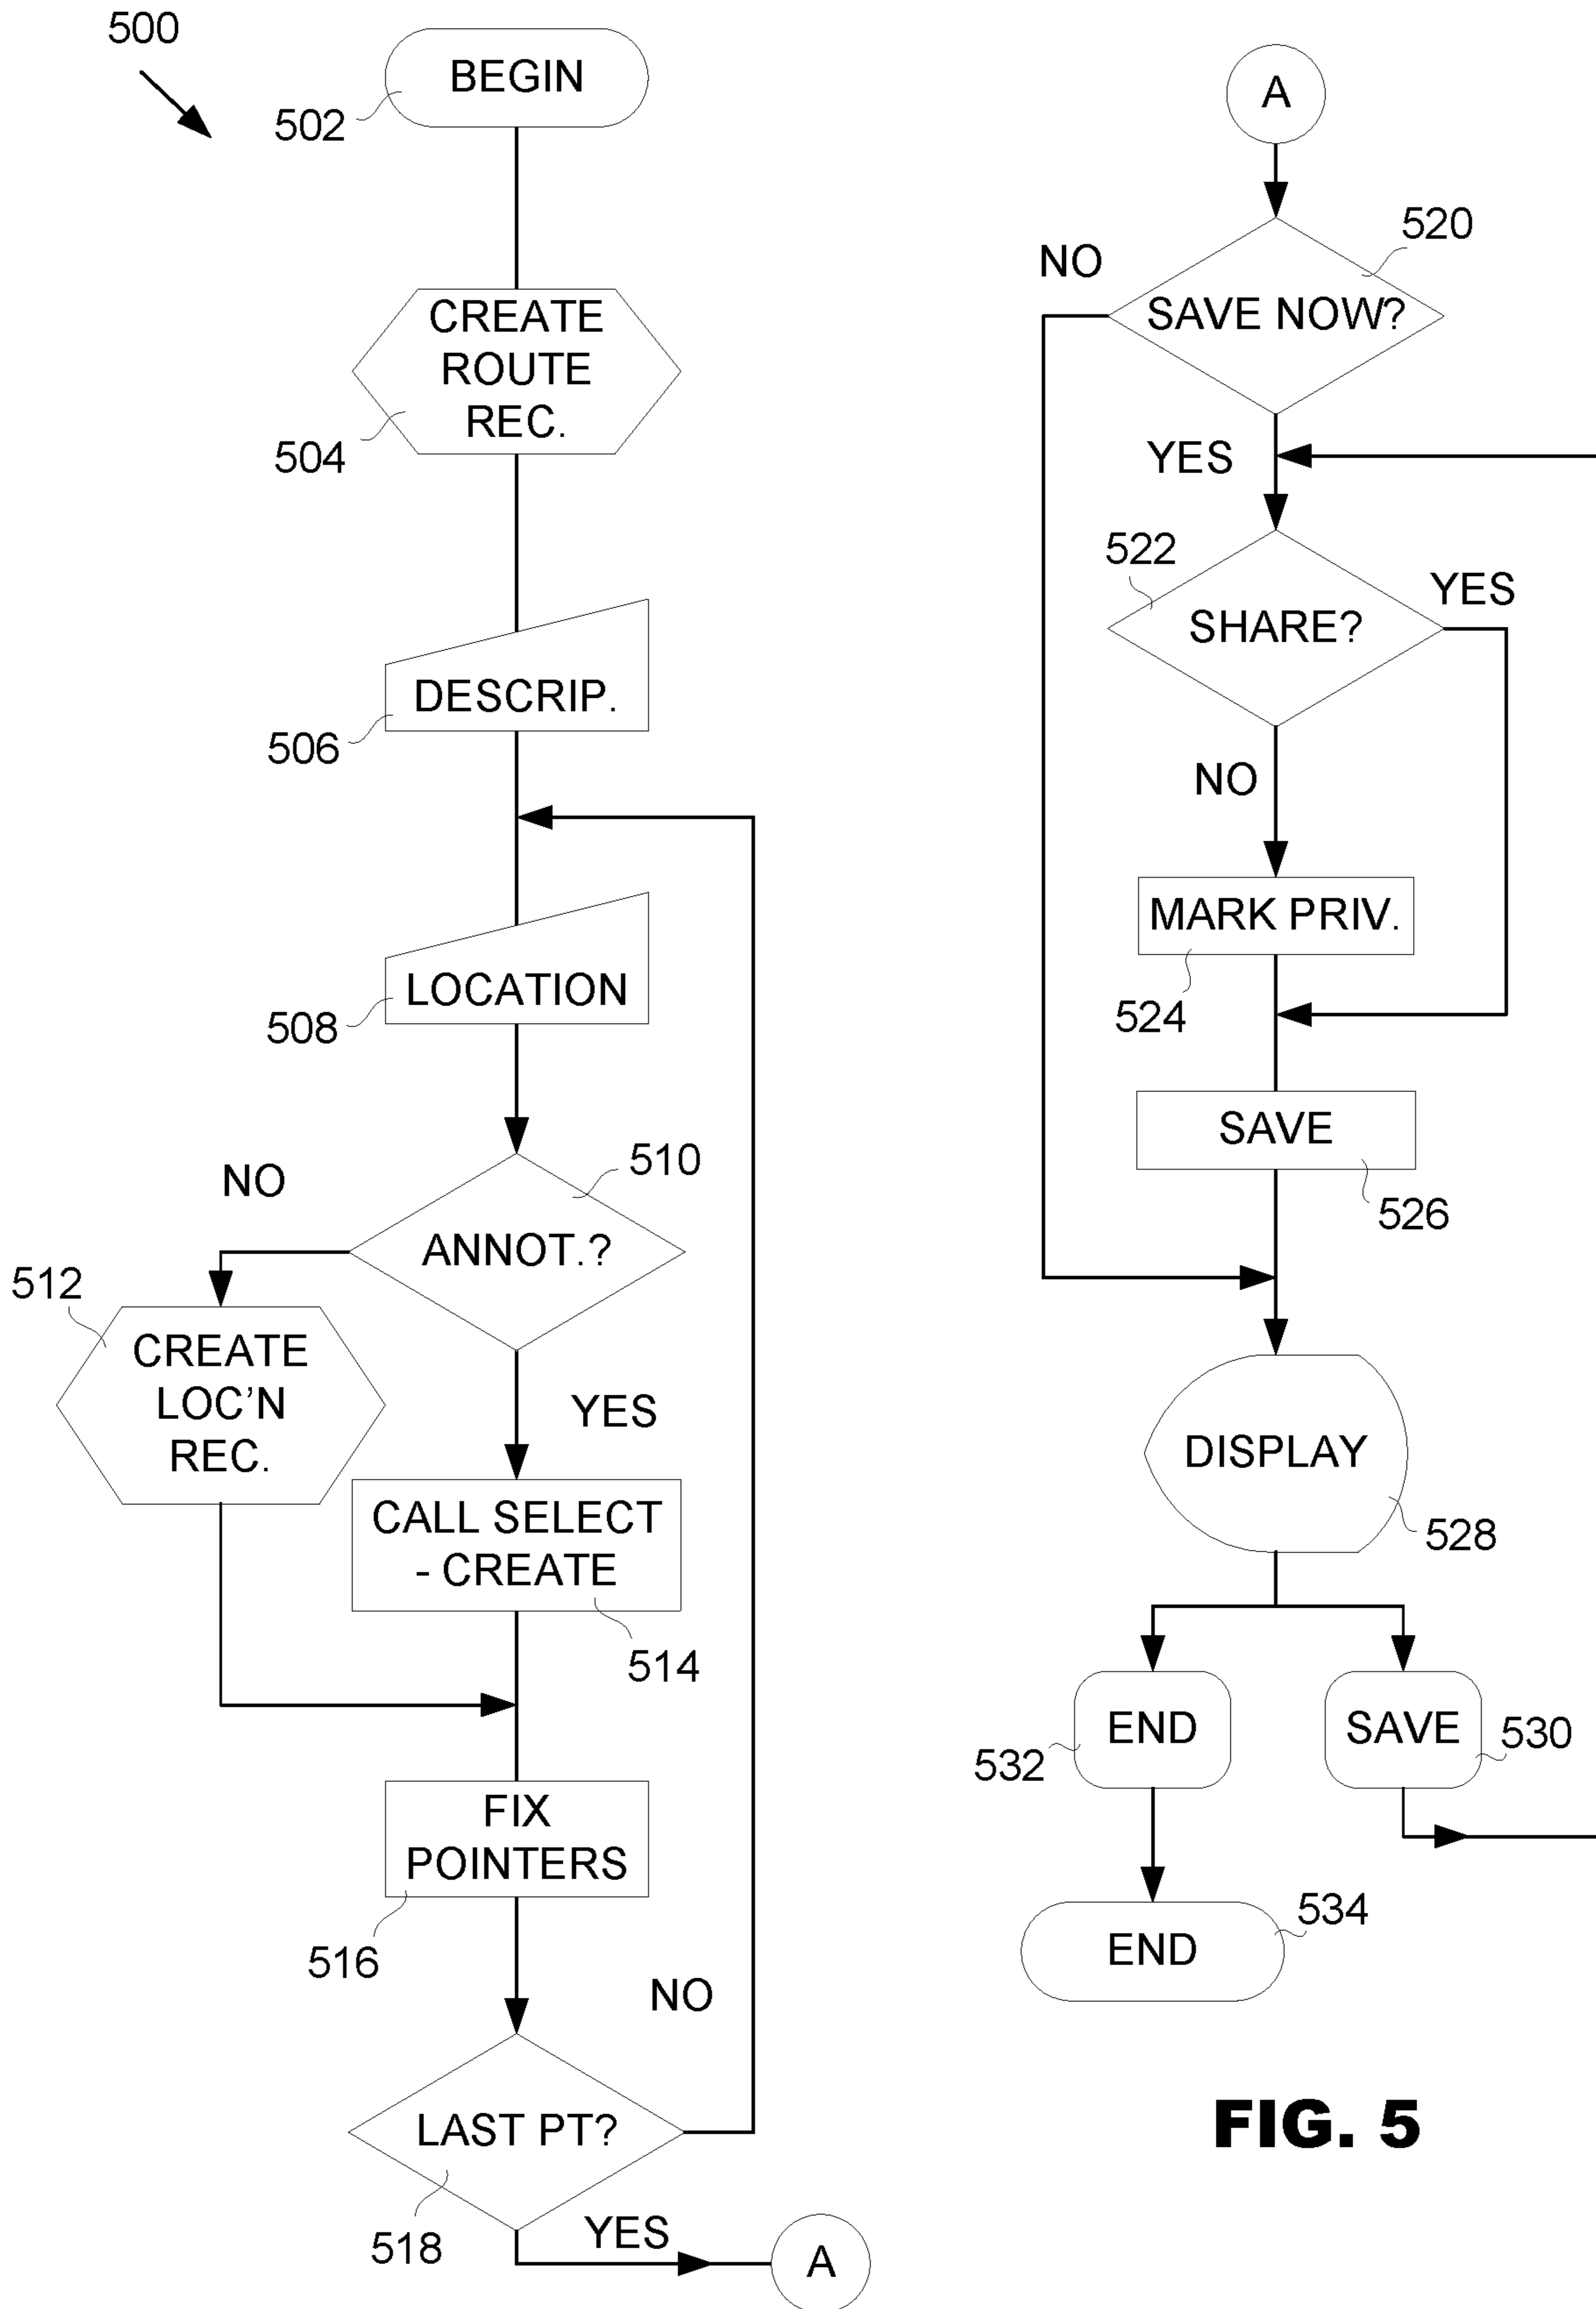 500
BEGIN
502
CREATE
ROUTE
REC.
504
DESCRIP.
506
LOCATION
508
510
NO
ANNOT.?
512
CREATE
LOC'N
REC.
YES
CALL SELECT
- CREATE
514
FIX
POINTERS
516
NO
LAST PT?
518
YES
A
A
520
NO
SAVE NOW?
YES
522
YES
SHARE?
NO
MARK PRIV.
524
SAVE
526
DISPLAY
528
END
532
SAVE
530
534
END
FIG. 5